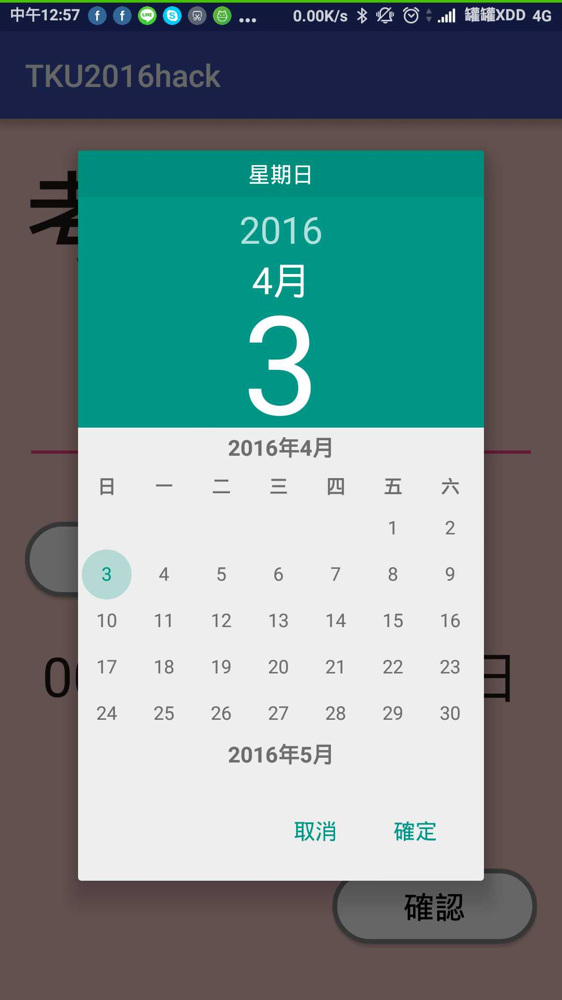 中午12:57 LINE ... 0.00K/s 罐罐XDD 4G
TKU2016hack
星期日
2016
4月
3
2016年4月
日 一 二 三 四 五 六
1 2
3 4 5 6 7 8 9
10 11 12 13 14 15 16
17 18 19 20 21 22 23
24 25 26 27 28 29 30
日
2016年5月
取消 確定
確認